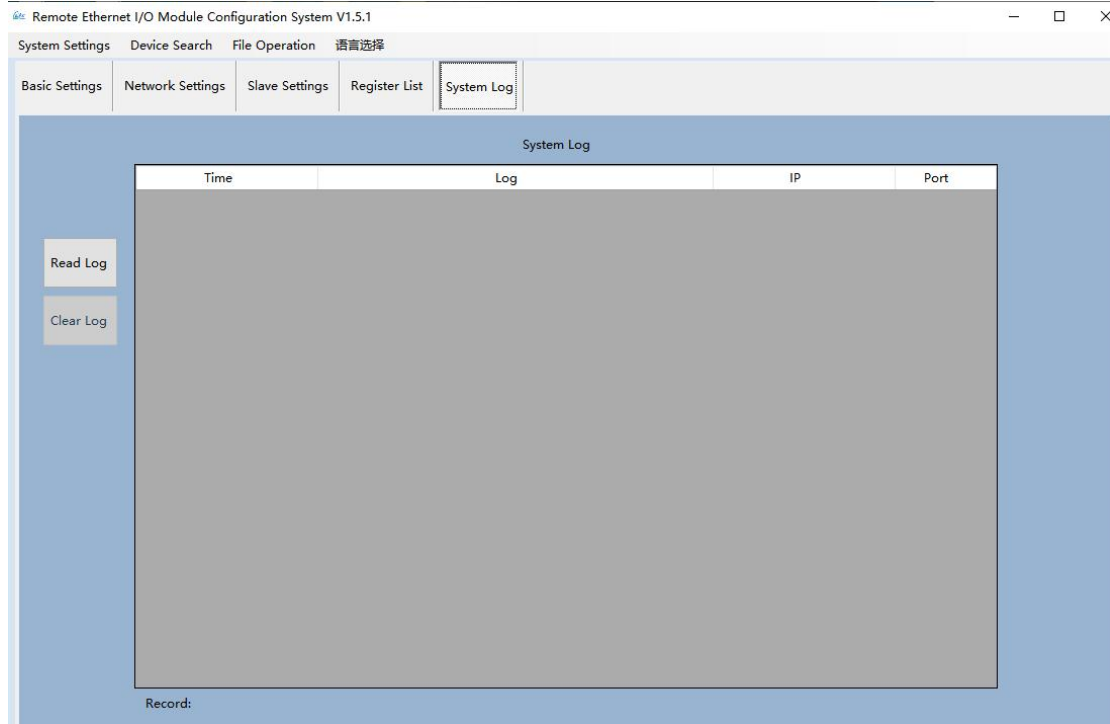 Remote Ethernet I/O Module Configuration System V1.5.1
System Settings Device Search File Operation 语言选择
Basic Settings Network Settings Slave Settings Register List System Log
System Log
Time Log IP Port
Read Log
Clear Log
Record: